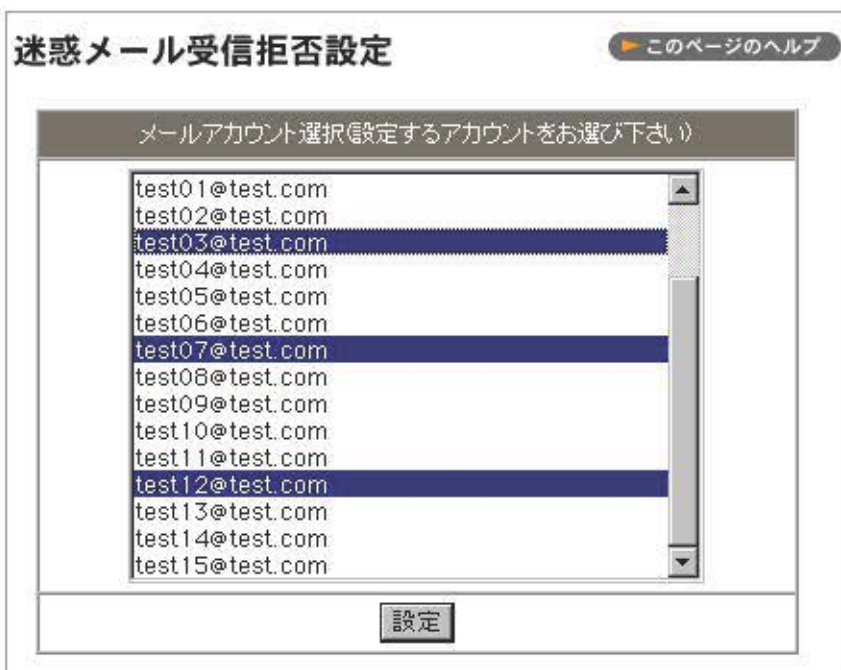 迷惑メール受信拒否設定
このページのヘルプ
メールアカウント選択(設定するアカウントをお選び下さい)
test01@test.com
test02@test.com
test03@test.com
test04@test.com
test05@test.com
test06@test.com
test07@test.com
test08@test.com
test09@test.com
test10@test.com
test11@test.com
test12@test.com
test13@test.com
test14@test.com
test15@test.com
設定